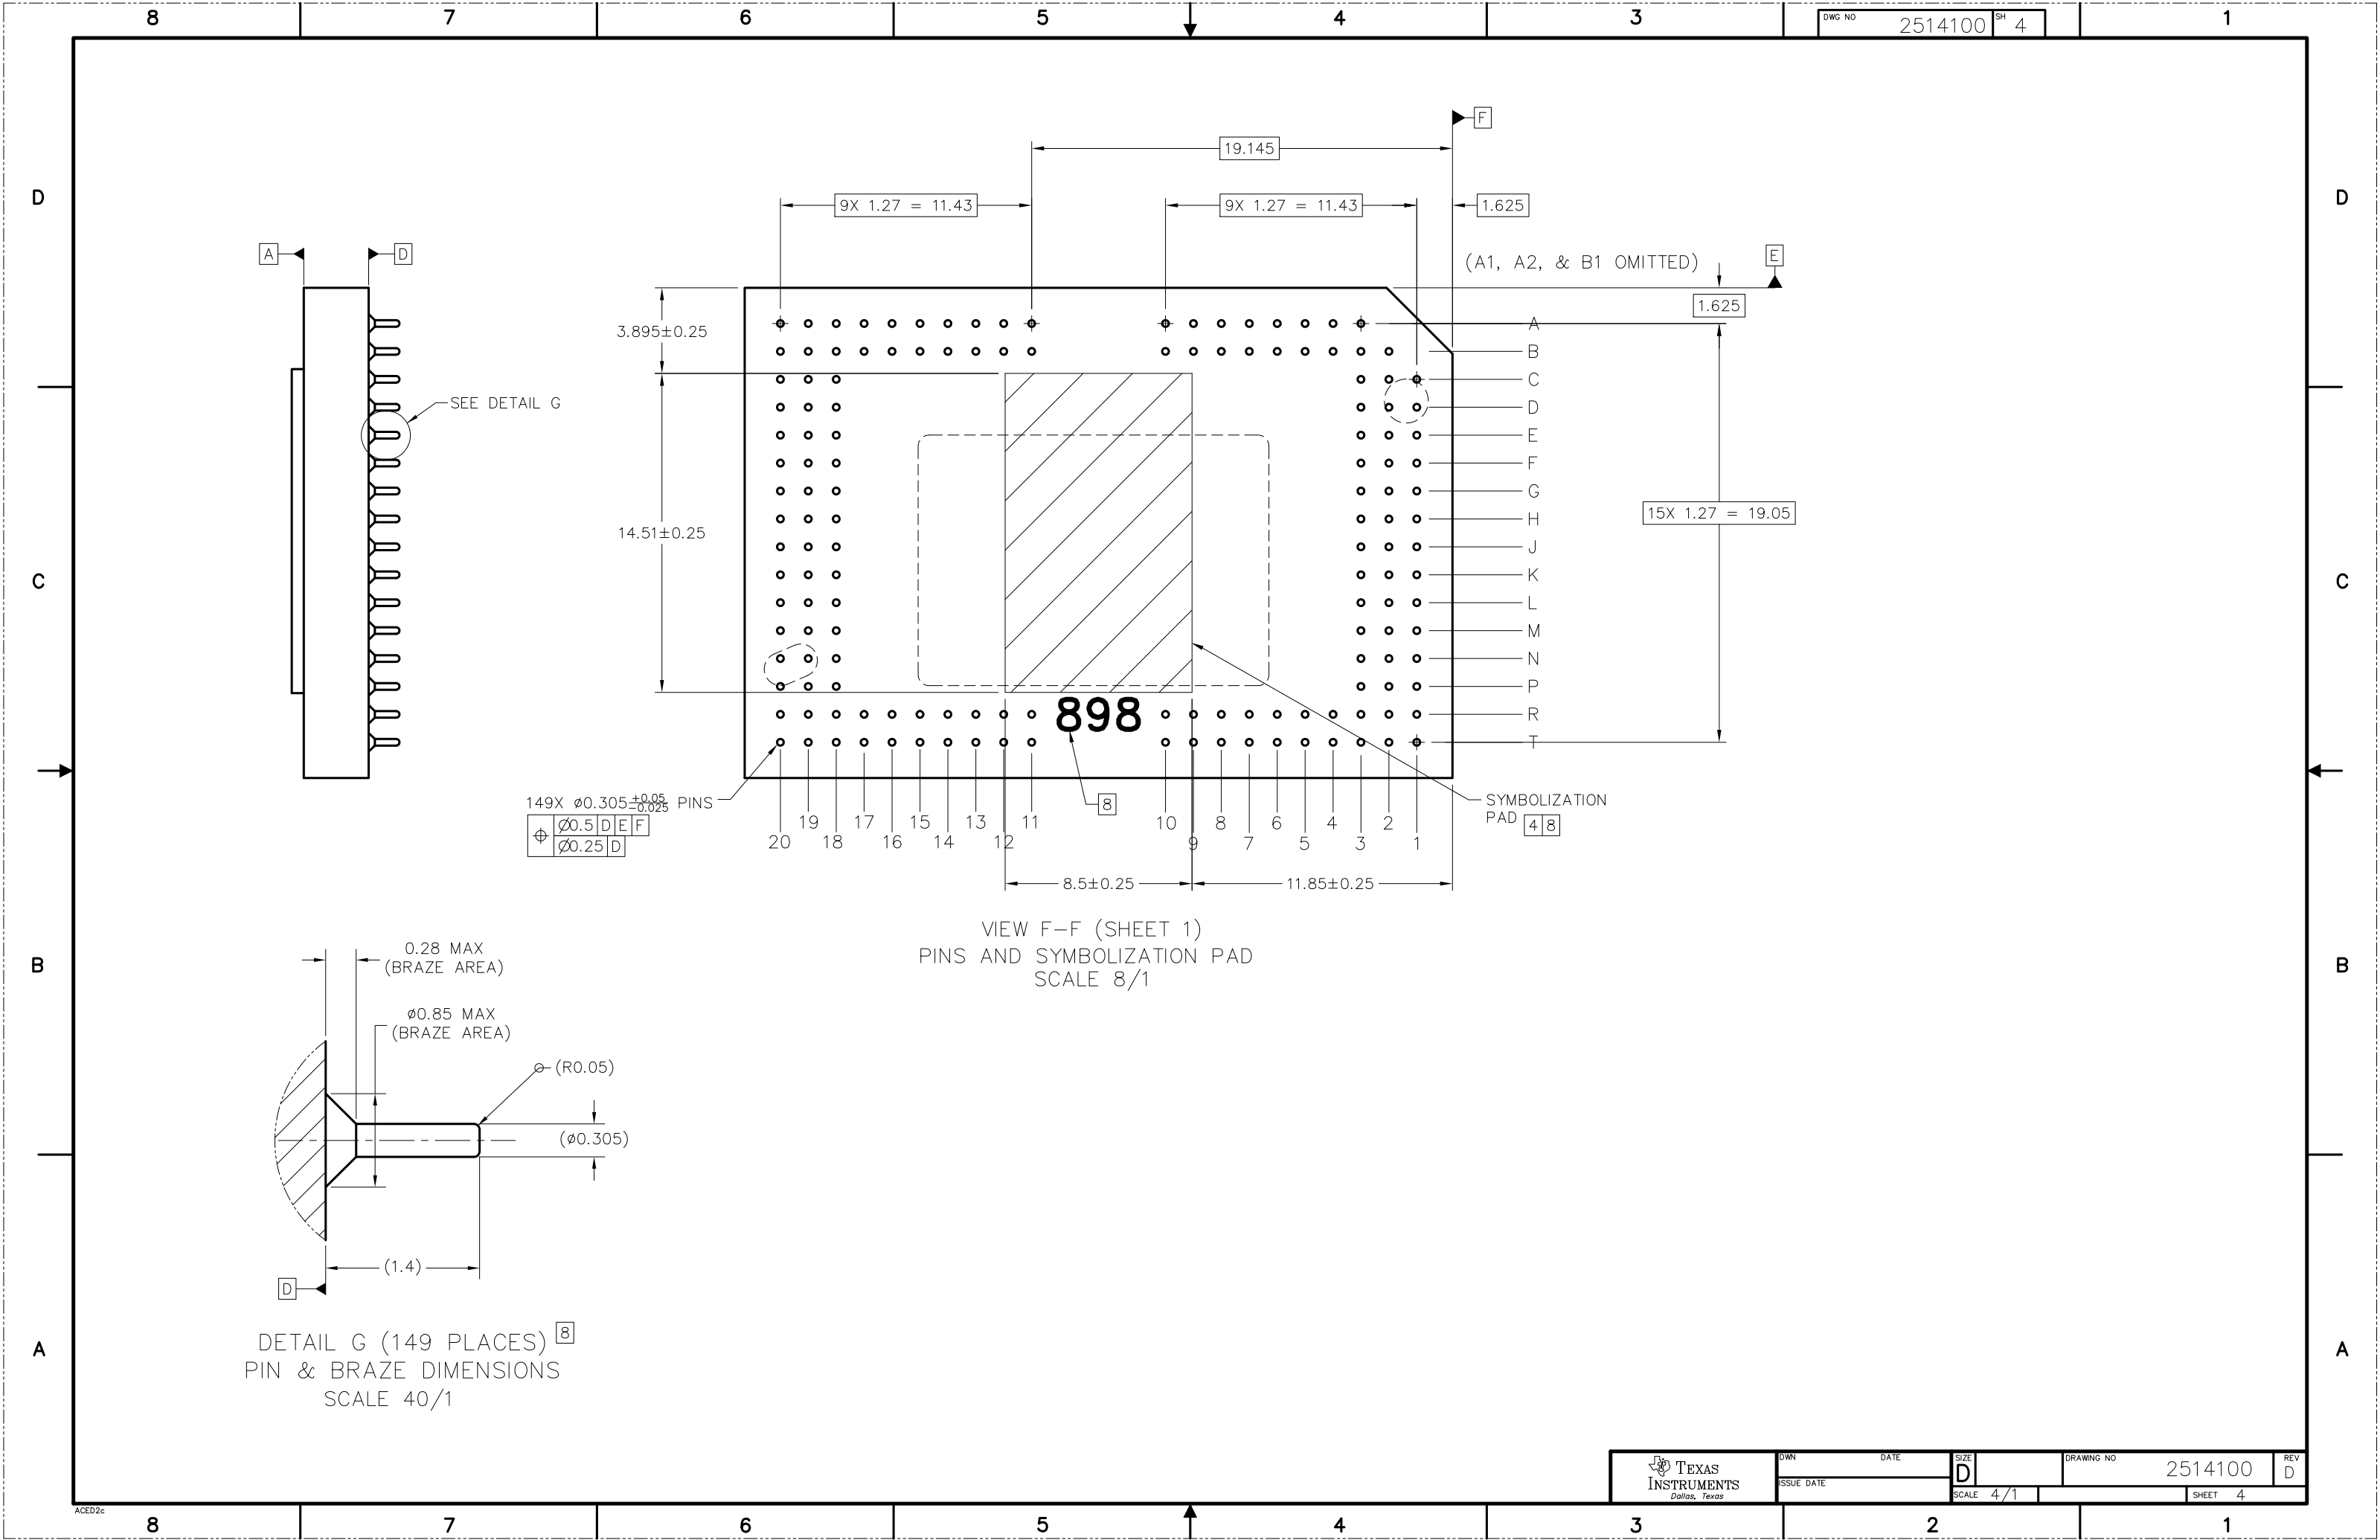 8 7 6 5 4 3 1
DWG NO 2514100 SH 4
F
19.145
D D
9X 1.27 = 11.43 9X 1.27 = 11.43 1.625
A D
(A1, A2, & B1 OMITTED) E
1.625
3.895±0.25 A
B
C
SEE DETAIL G D
E
F
G
15X 1.27 = 19.05
H
14.51±0.25
J
C K C
L
M
N
P
898 R
T
149X ø0.305 +0.05 −0.025 PINS
⌖ Ø0.5 D E F
Ø0.25 D
8
SYMBOLIZATION
PAD 4 8
19 17 15 13 11 10 8 6 4 2
20 18 16 14 12 9 7 5 3 1
8.5±0.25 11.85±0.25
VIEW F–F (SHEET 1)
PINS AND SYMBOLIZATION PAD
SCALE 8/1
B B
0.28 MAX
(BRAZE AREA)
ø0.85 MAX
(BRAZE AREA)
(R0.05)
(ø0.305)
(1.4)
D
DETAIL G (149 PLACES) 8
PIN & BRAZE DIMENSIONS
SCALE 40/1
A A
TEXAS
INSTRUMENTS
Dallas, Texas
DWN DATE
ISSUE DATE
SIZE D
DRAWING NO 2514100
REV D
SCALE 4/1
SHEET 4
ACED2c
8 7 6 5 4 3 2 1